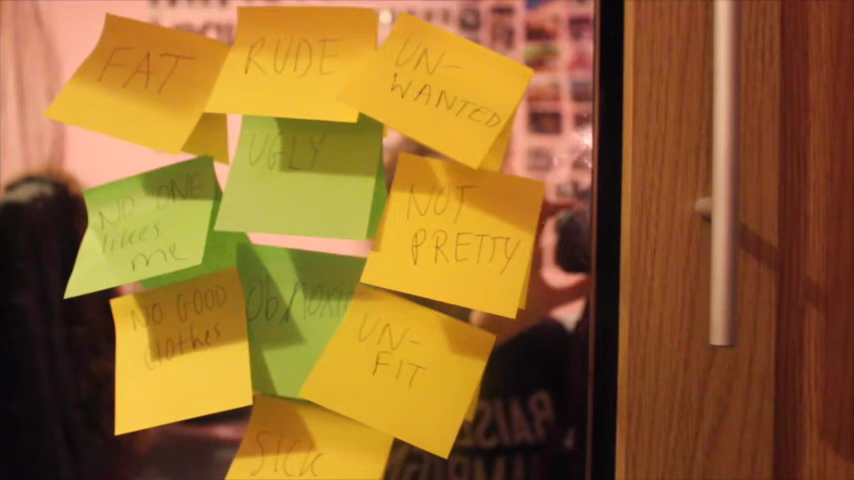 FAT
RUDE
UN-
WANTED
UGLY
NO ONE
likes
me
NOT
PRETTY
NO GOOD
clothes
UN-
FIT
SICK